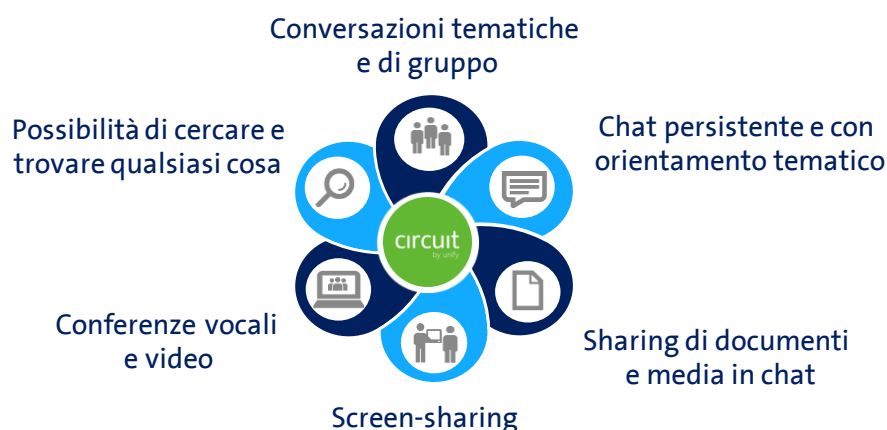 Conversazioni tematiche
e di gruppo
Possibilità di cercare e
trovare qualsiasi cosa
Chat persistente e con
orientamento tematico
circuit
by unify
Conferenze vocali
e video
Sharing di documenti
e media in chat
Screen-sharing